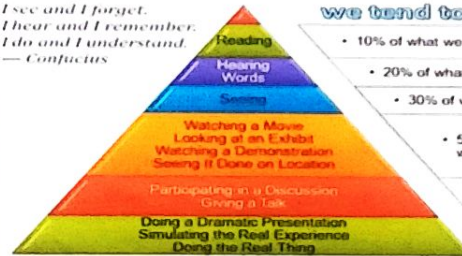 I see and I forget.
I hear and I remember.
I do and I understand.
— Confucius
we tend to
Reading
• 10% of what we
Hearing
Words
• 20% of wha
Seeing
• 30% of
Watching a Movie
Looking at an Exhibit
Watching a Demonstration
Seeing It Done on Location
• 5
Participating in a Discussion
Giving a Talk
Doing a Dramatic Presentation
Simulating the Real Experience
Doing the Real Thing